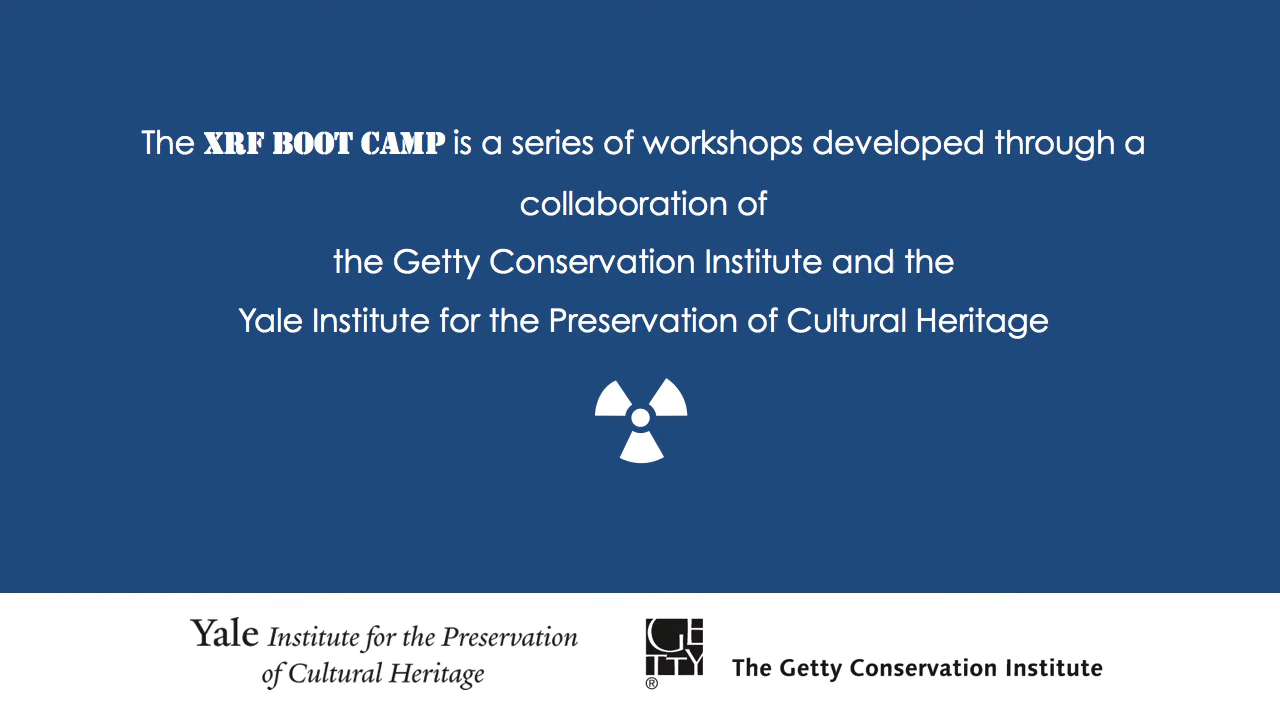 The XRF BOOT CAMP is a series of workshops developed through a
collaboration of
the Getty Conservation Institute and the
Yale Institute for the Preservation of Cultural Heritage
Yale Institute for the Preservation
of Cultural Heritage
GE
TTY
®
The Getty Conservation Institute